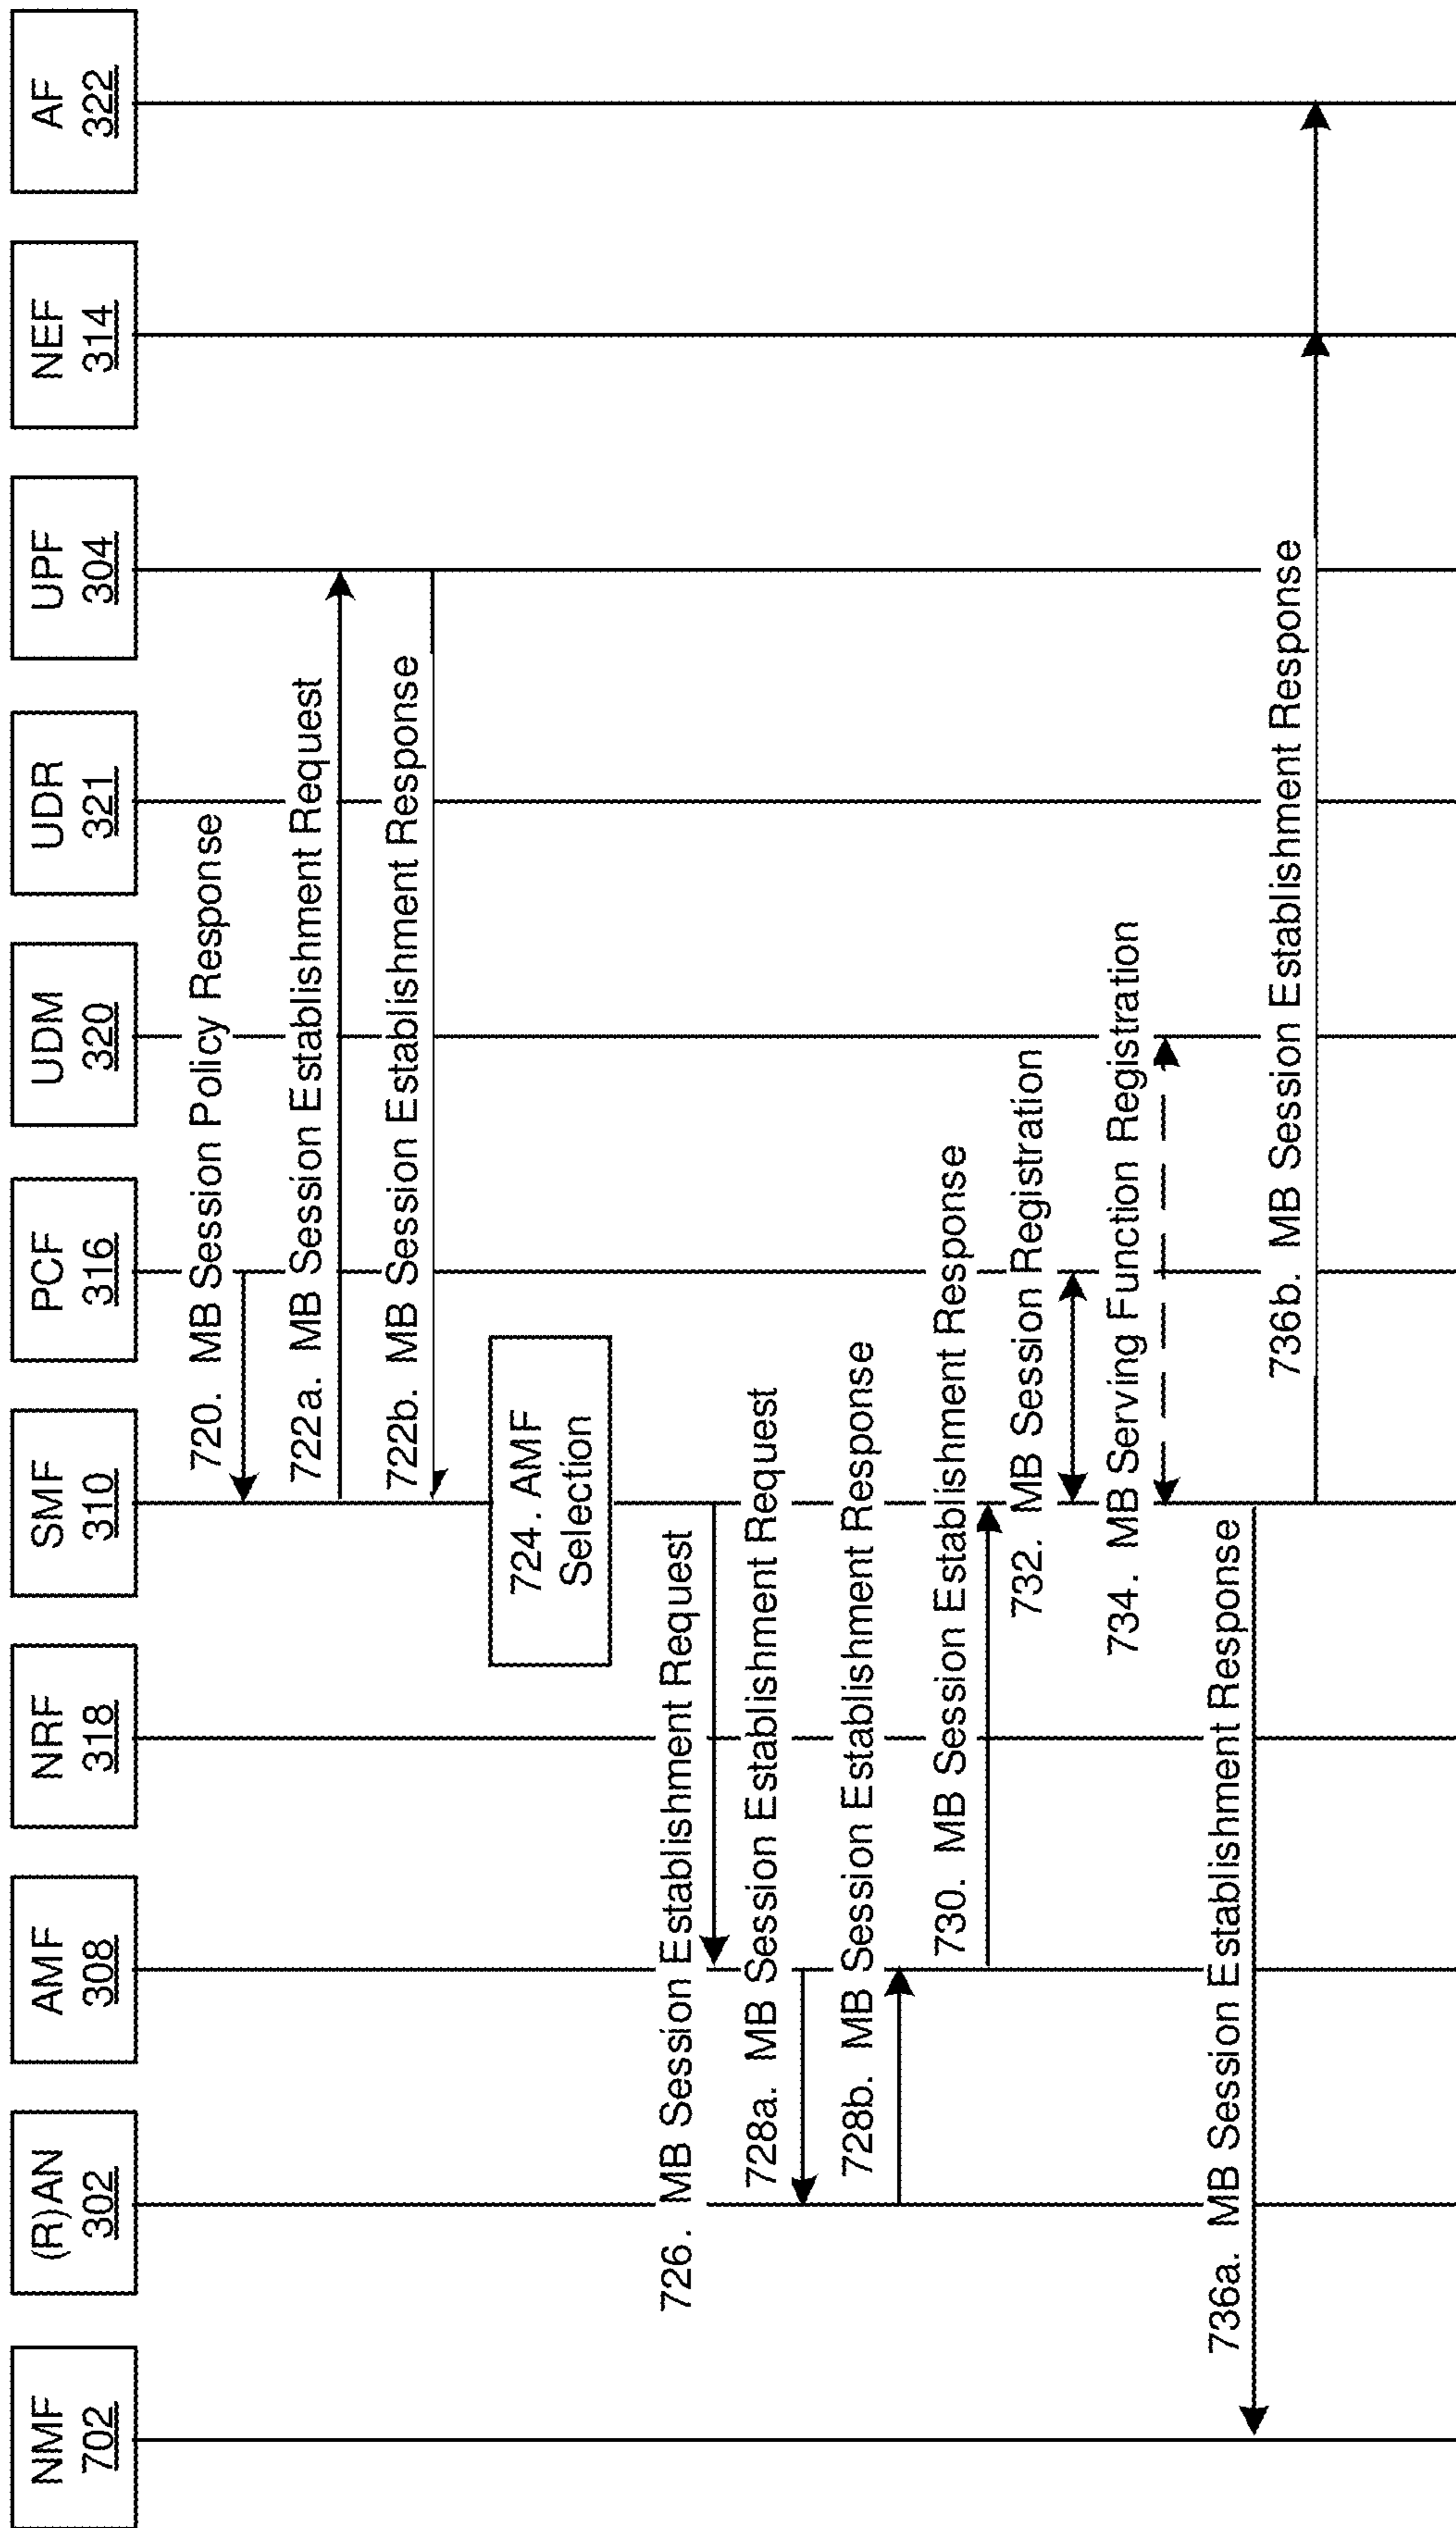 NMF
702
(R)AN
302
AMF
308
NRF
318
SMF
310
PCF
316
UDM
320
UDR
321
UPF
304
NEF
314
AF
322
720. MB Session Policy Response
722a. MB Session Establishment Request
722b. MB Session Establishment Response
724. AMF
Selection
726. MB Session Establishment Request
728a. MB Session Establishment Request
728b. MB Session Establishment Response
730. MB Session Establishment Response
732. MB Session Registration
734. MB Serving Function Registration
736a. MB Session Establishment Response
736b. MB Session Establishment Response